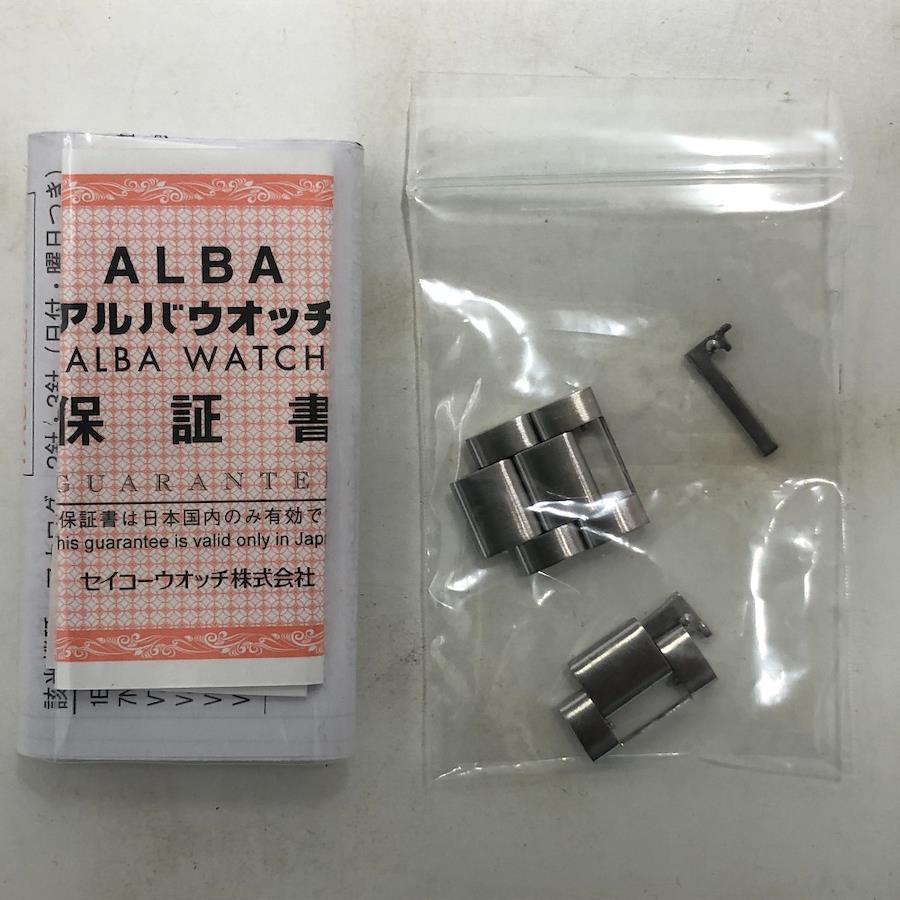 ALBA
アルバウオッチ
ALBA WATCH
保証書
GUARANTE
保証書は日本国内のみ有効で
his guarantee is valid only in Jap
セイコーウオッチ株式会社